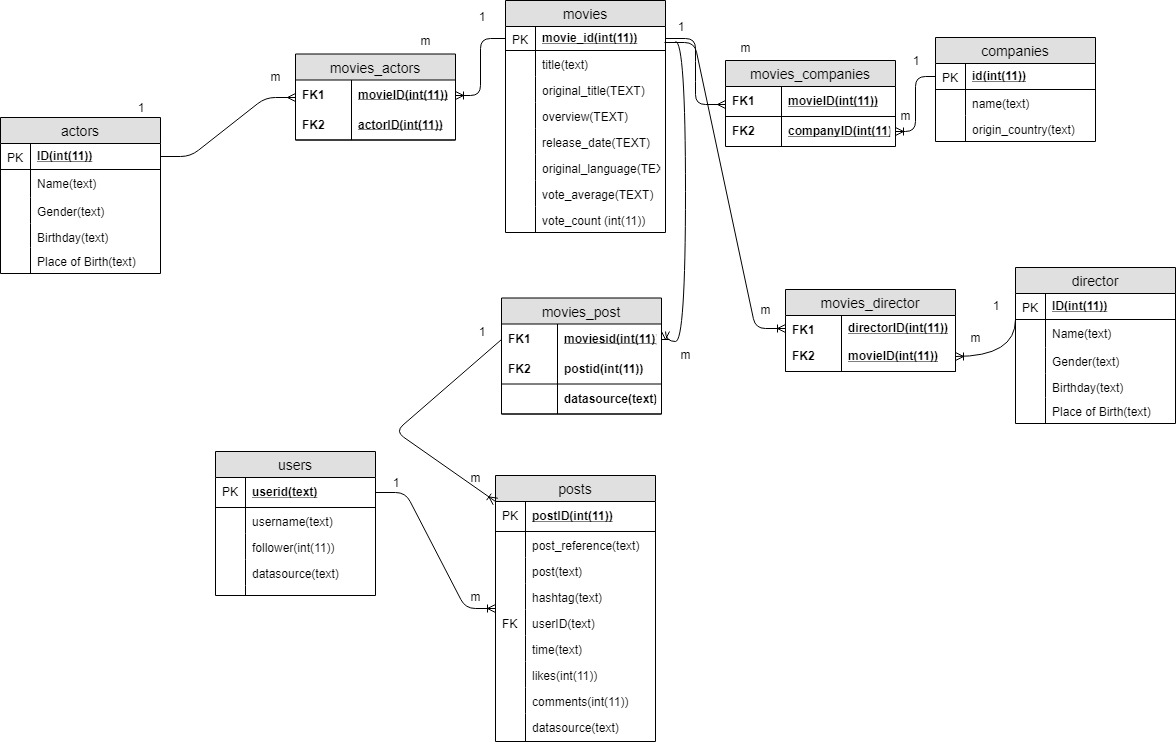 movies
PK movie_id(int(11))
title(text)
original_title(TEXT)
overview(TEXT)
release_date(TEXT)
original_language(TEX
vote_average(TEXT)
vote_count (int(11))
1
1
m
movies_actors
FK1 movieID(int(11))
FK2 actorID(int(11))
m
1
actors
PK ID(int(11))
Name(text)
Gender(text)
Birthday(text)
Place of Birth(text)
m
movies_companies
FK1 movieID(int(11))
FK2 companyID(int(11)
m
1
companies
PK id(int(11))
name(text)
origin_country(text)
m
movies_director
FK1 directorID(int(11))
FK2 movieID(int(11))
m
1
director
PK ID(int(11))
Name(text)
Gender(text)
Birthday(text)
Place of Birth(text)
movies_post
FK1 moviesid(int(11)
FK2 postid(int(11))
datasource(text)
m
1
m
users
PK userid(text)
username(text)
follower(int(11))
datasource(text)
1
m
posts
PK postID(int(11))
post_reference(text)
post(text)
hashtag(text)
FK userID(text)
time(text)
likes(int(11))
comments(int(11))
datasource(text)